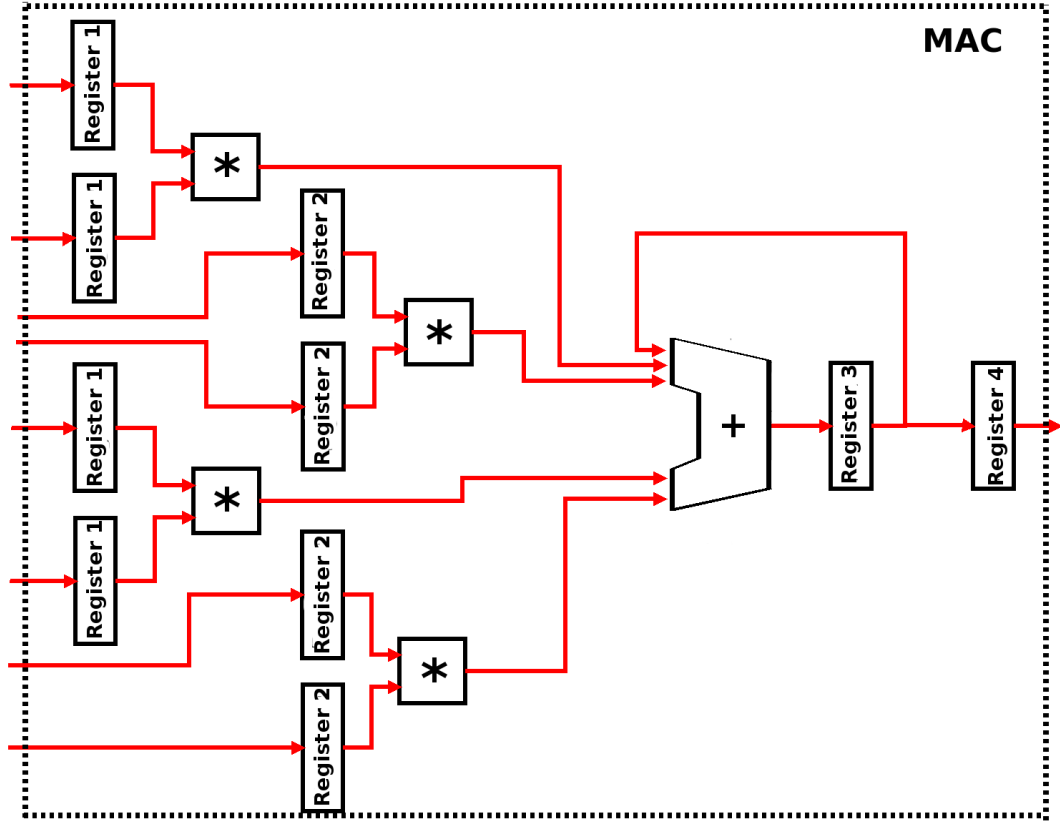 MAC
Register 1
*
Register 1
Register 2
*
Register 2
Register 1
*
Register 1
+
Register 3
Register 4
Register 2
*
Register 2